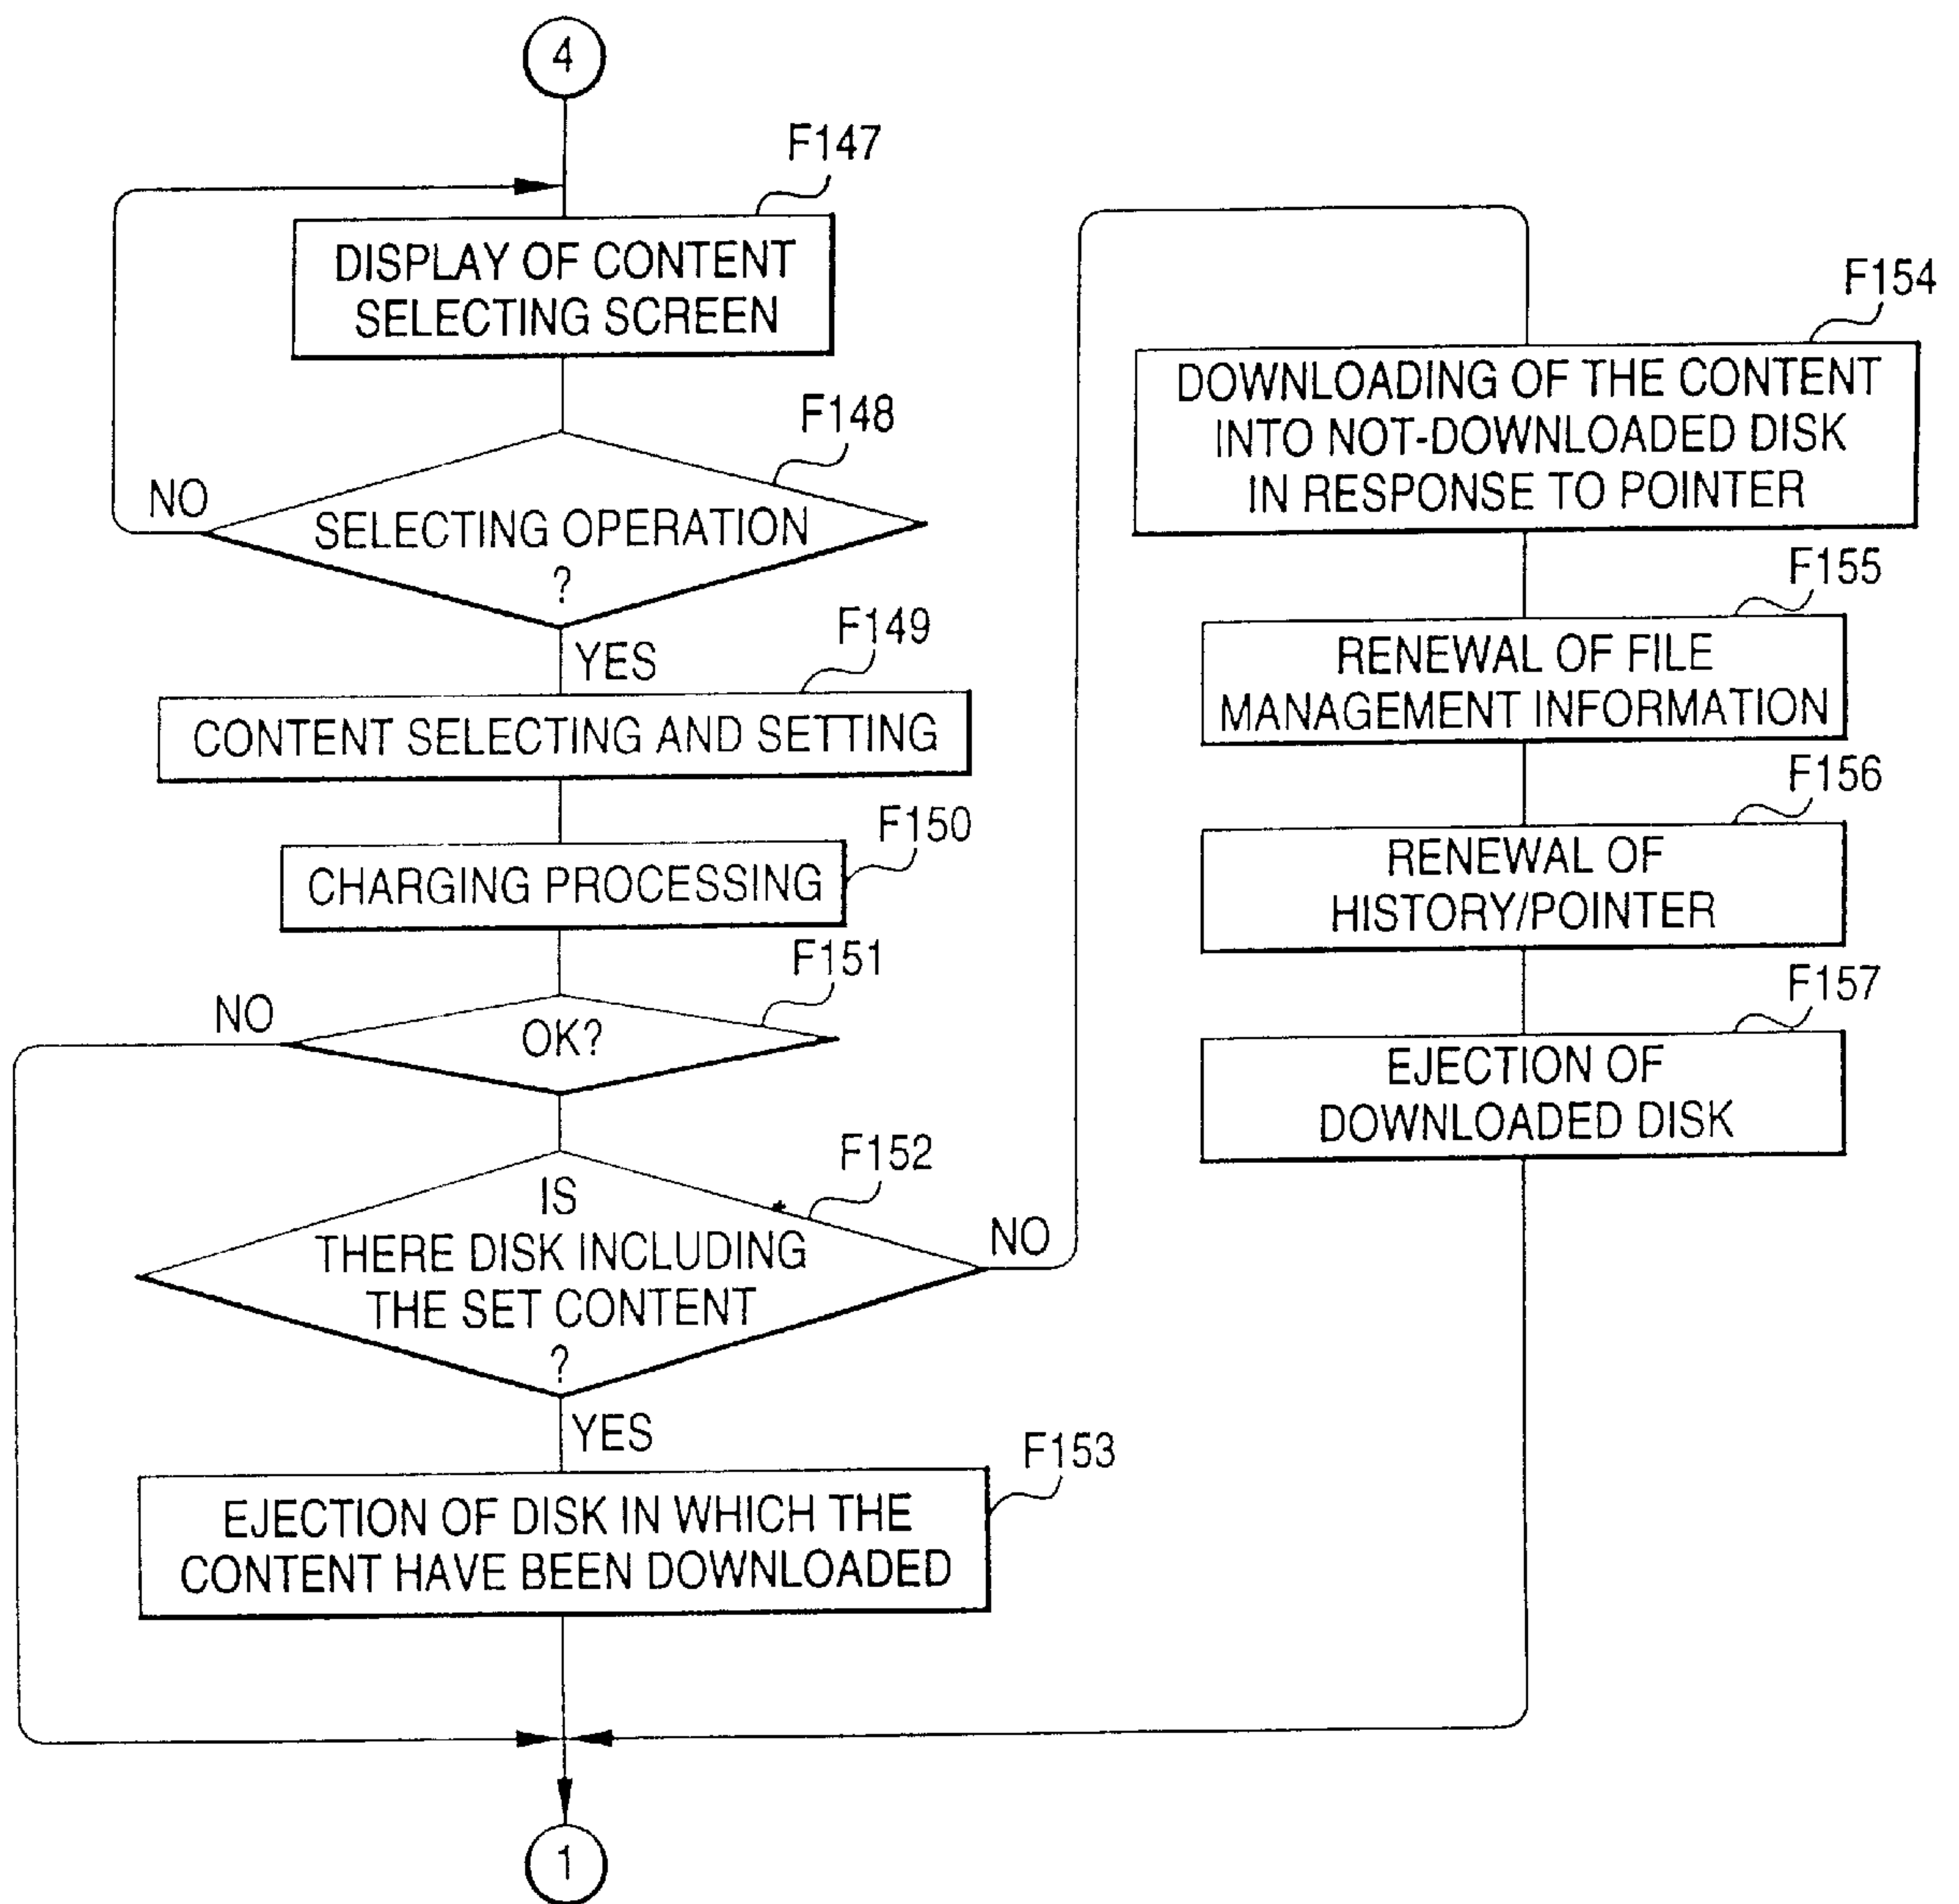 4
F147
DISPLAY OF CONTENT
SELECTING SCREEN
F148
NO
SELECTING OPERATION
?
YES
F149
CONTENT SELECTING AND SETTING
F150
CHARGING PROCESSING
F151
NO
OK?
F152
IS
THERE DISK INCLUDING
THE SET CONTENT
?
NO
YES
F153
EJECTION OF DISK IN WHICH THE
CONTENT HAVE BEEN DOWNLOADED
F154
DOWNLOADING OF THE CONTENT
INTO NOT-DOWNLOADED DISK
IN RESPONSE TO POINTER
F155
RENEWAL OF FILE
MANAGEMENT INFORMATION
F156
RENEWAL OF
HISTORY/POINTER
F157
EJECTION OF
DOWNLOADED DISK
1